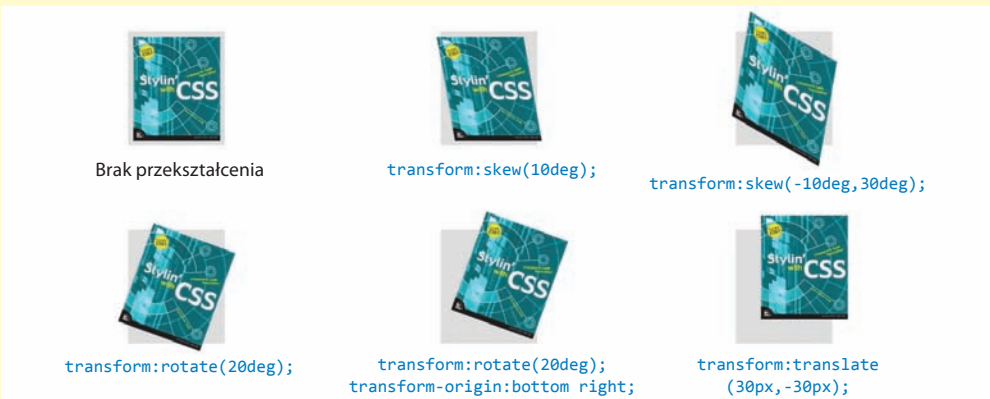 Stylin'
with
CSS
Brak przekształcenia
Stylin'
with
CSS
transform:skew(10deg);
Stylin'
with
CSS
transform:skew(-10deg,30deg);
Stylin'
with
CSS
transform:rotate(20deg);
Stylin'
with
CSS
transform:rotate(20deg);
transform-origin:bottom right;
Stylin'
with
CSS
transform:translate
(30px,-30px);